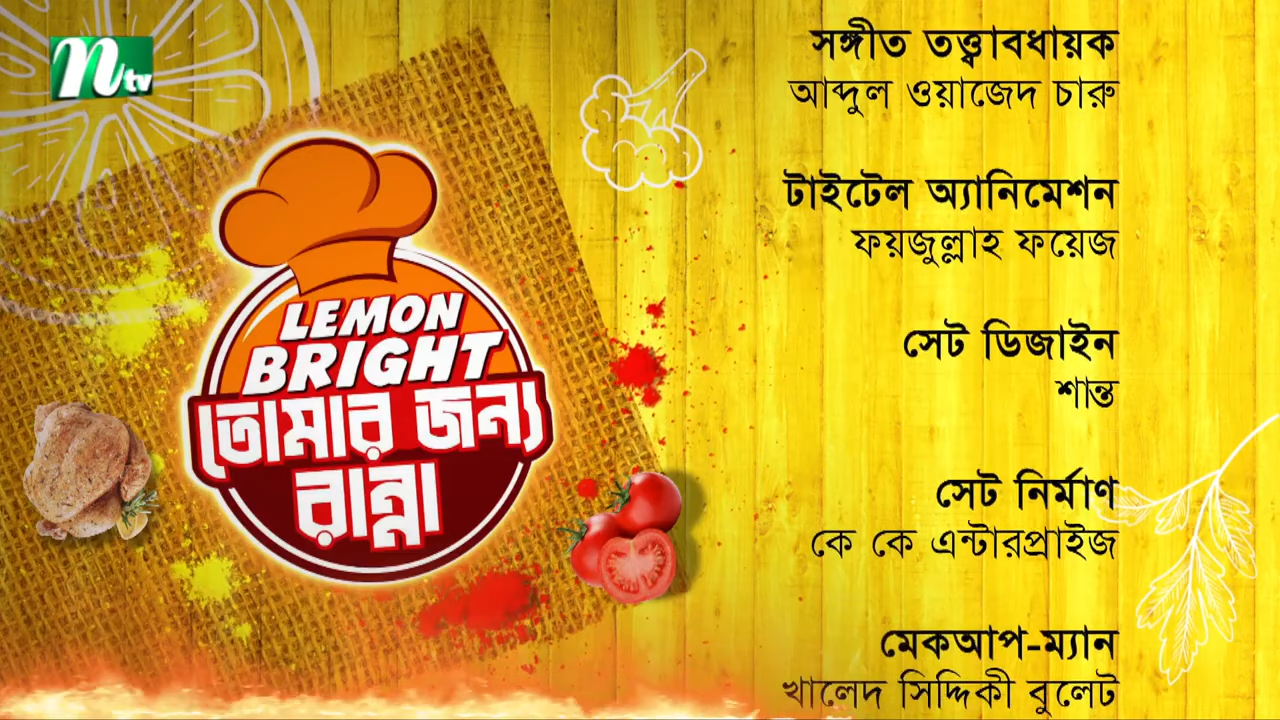 ntv
LEMON
BRIGHT
তোমার জন্য
রান্না
সঙ্গীত তত্ত্বাবধায়ক
আব্দুল ওয়াজেদ চারু
টাইটেল অ্যানিমেশন
ফয়জুল্লাহ ফয়েজ
সেট ডিজাইন
শান্ত
সেট নির্মাণ
কে কে এন্টারপ্রাইজ
মেকআপ-ম্যান
খালেদ সিদ্দিকী বুলেট